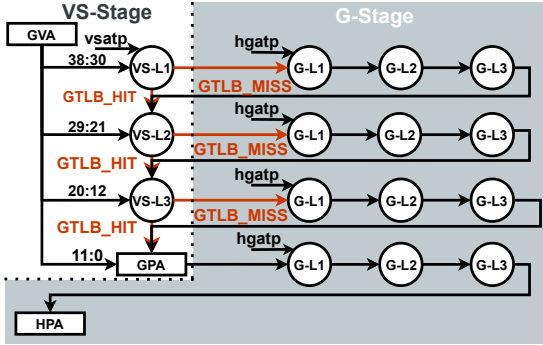 VS-Stage G-Stage
GVA
vsatp hgatp
38:30 VS-L1 G-L1 G-L2 G-L3
GTLB_HIT GTLB_MISS
hgatp
29:21 VS-L2 G-L1 G-L2 G-L3
GTLB_HIT GTLB_MISS
hgatp
20:12 VS-L3 G-L1 G-L2 G-L3
GTLB_HIT GTLB_MISS
hgatp
11:0 GPA G-L1 G-L2 G-L3
HPA